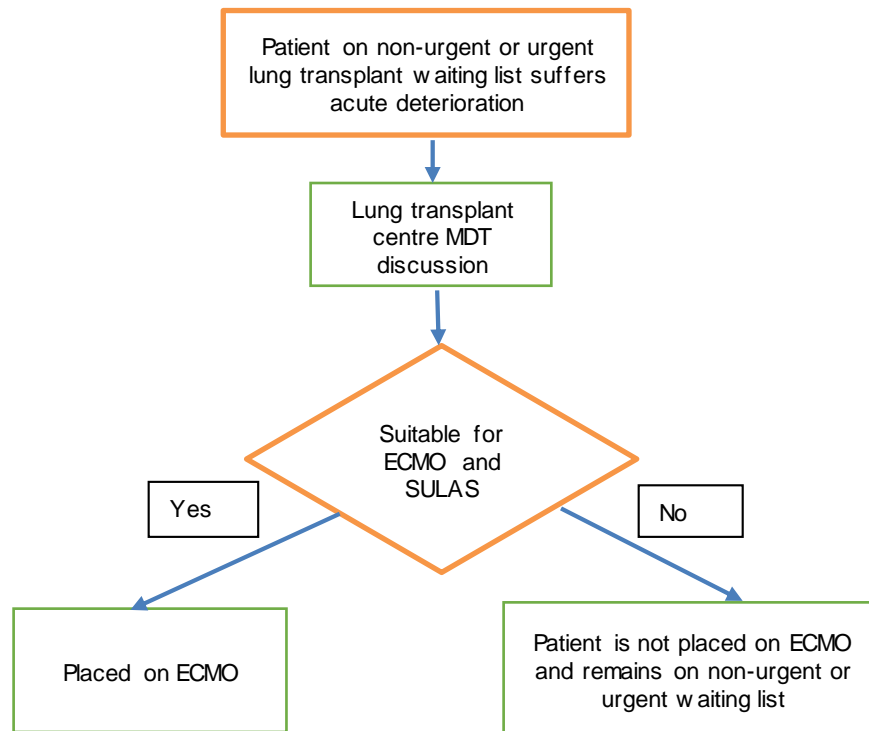 Patient on non-urgent or urgent
lung transplant waiting list suffers
acute deterioration
Lung transplant
centre MDT
discussion
Suitable for
ECMO and
SULAS
Yes
No
Placed on ECMO
Patient is not placed on ECMO
and remains on non-urgent or
urgent waiting list